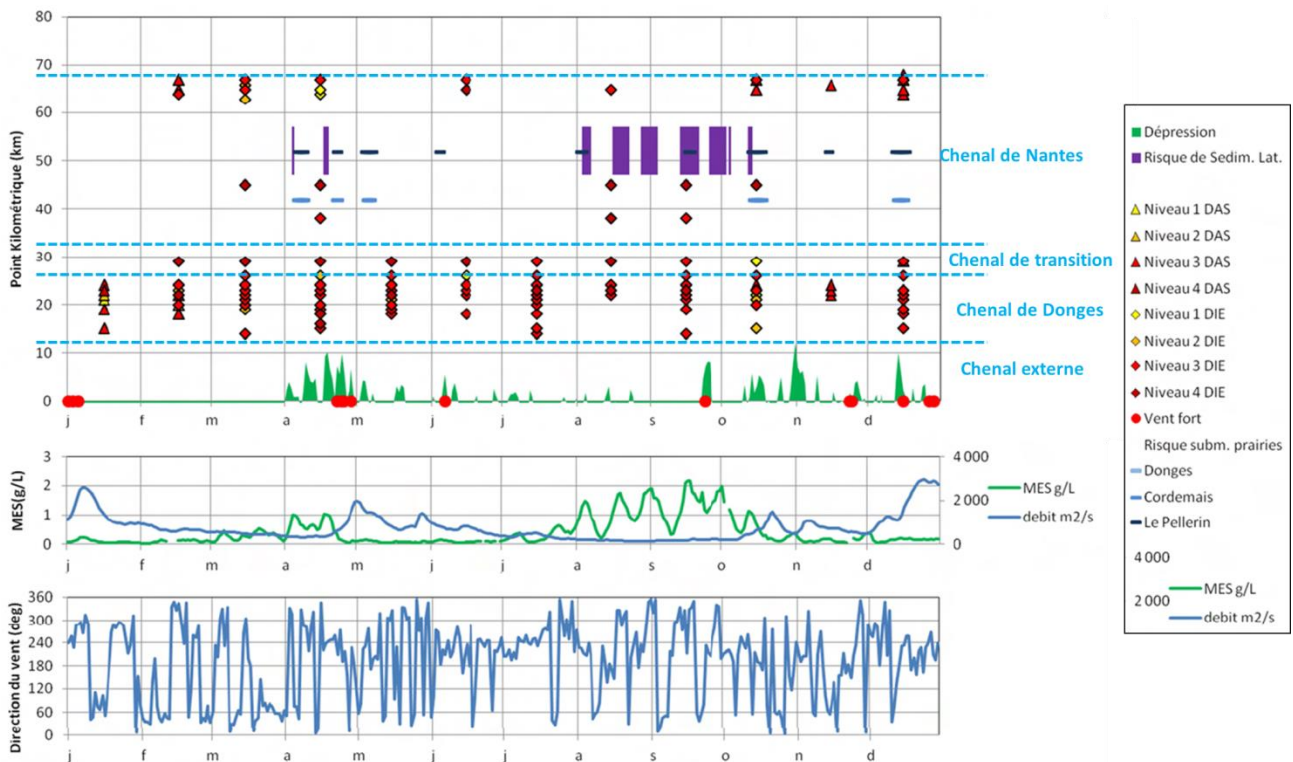 80
70
60
50
40
30
20
10
0
Point Kilométrique (km)
Chenal de Nantes
Chenal de transition
Chenal de Donges
Chenal externe
j f m a m j j a s o n d
Dépression
Risque de Sedim. Lat.
Niveau 1 DAS
Niveau 2 DAS
Niveau 3 DAS
Niveau 4 DAS
Niveau 1 DIE
Niveau 2 DIE
Niveau 3 DIE
Niveau 4 DIE
Vent fort
Risque subm. prairies
Donges
Cordemais
Le Pellerin
4 000
2 000
MES g/L
debit m2/s
3
2
1
0
MES(g/L)
4 000
2 000
0
MES g/L
debit m2/s
j f m a m j j a s o n d
360
300
240
180
120
60
0
Direction du vent (deg)
j f m a m j j a s o n d